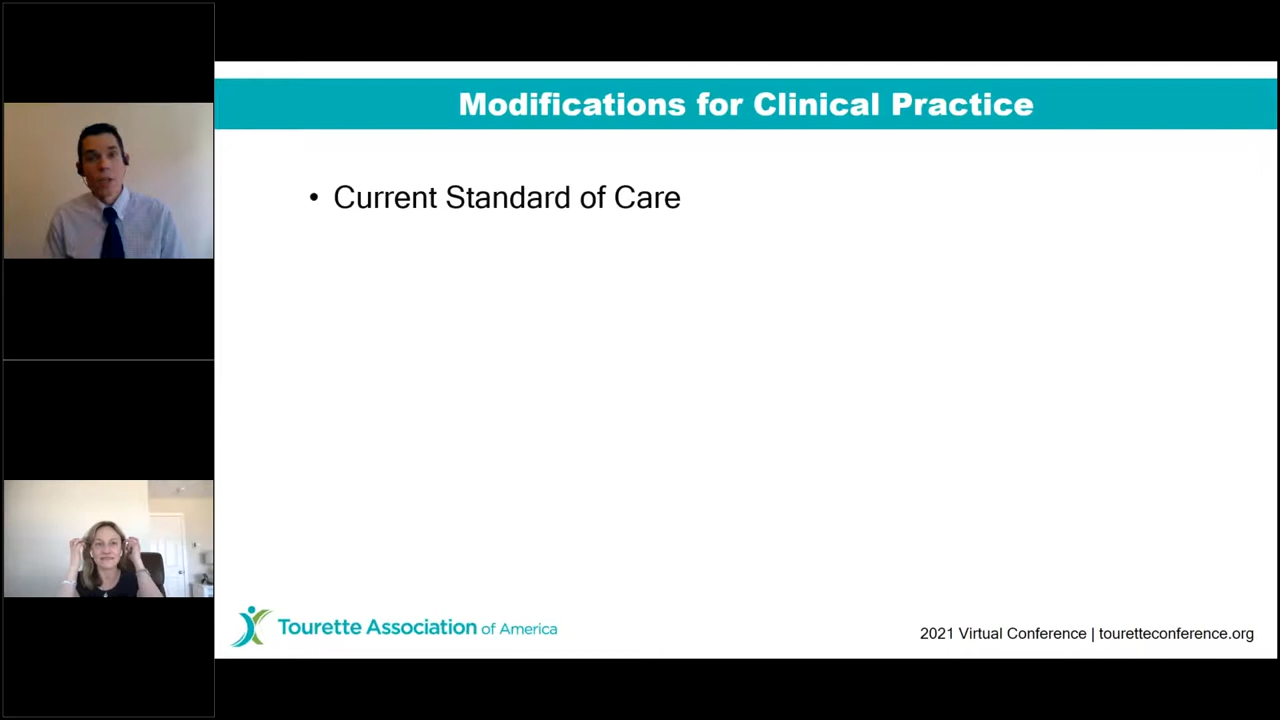 Modifications for Clinical Practice
• Current Standard of Care
Tourette Association of America
2021 Virtual Conference | touretteconference.org